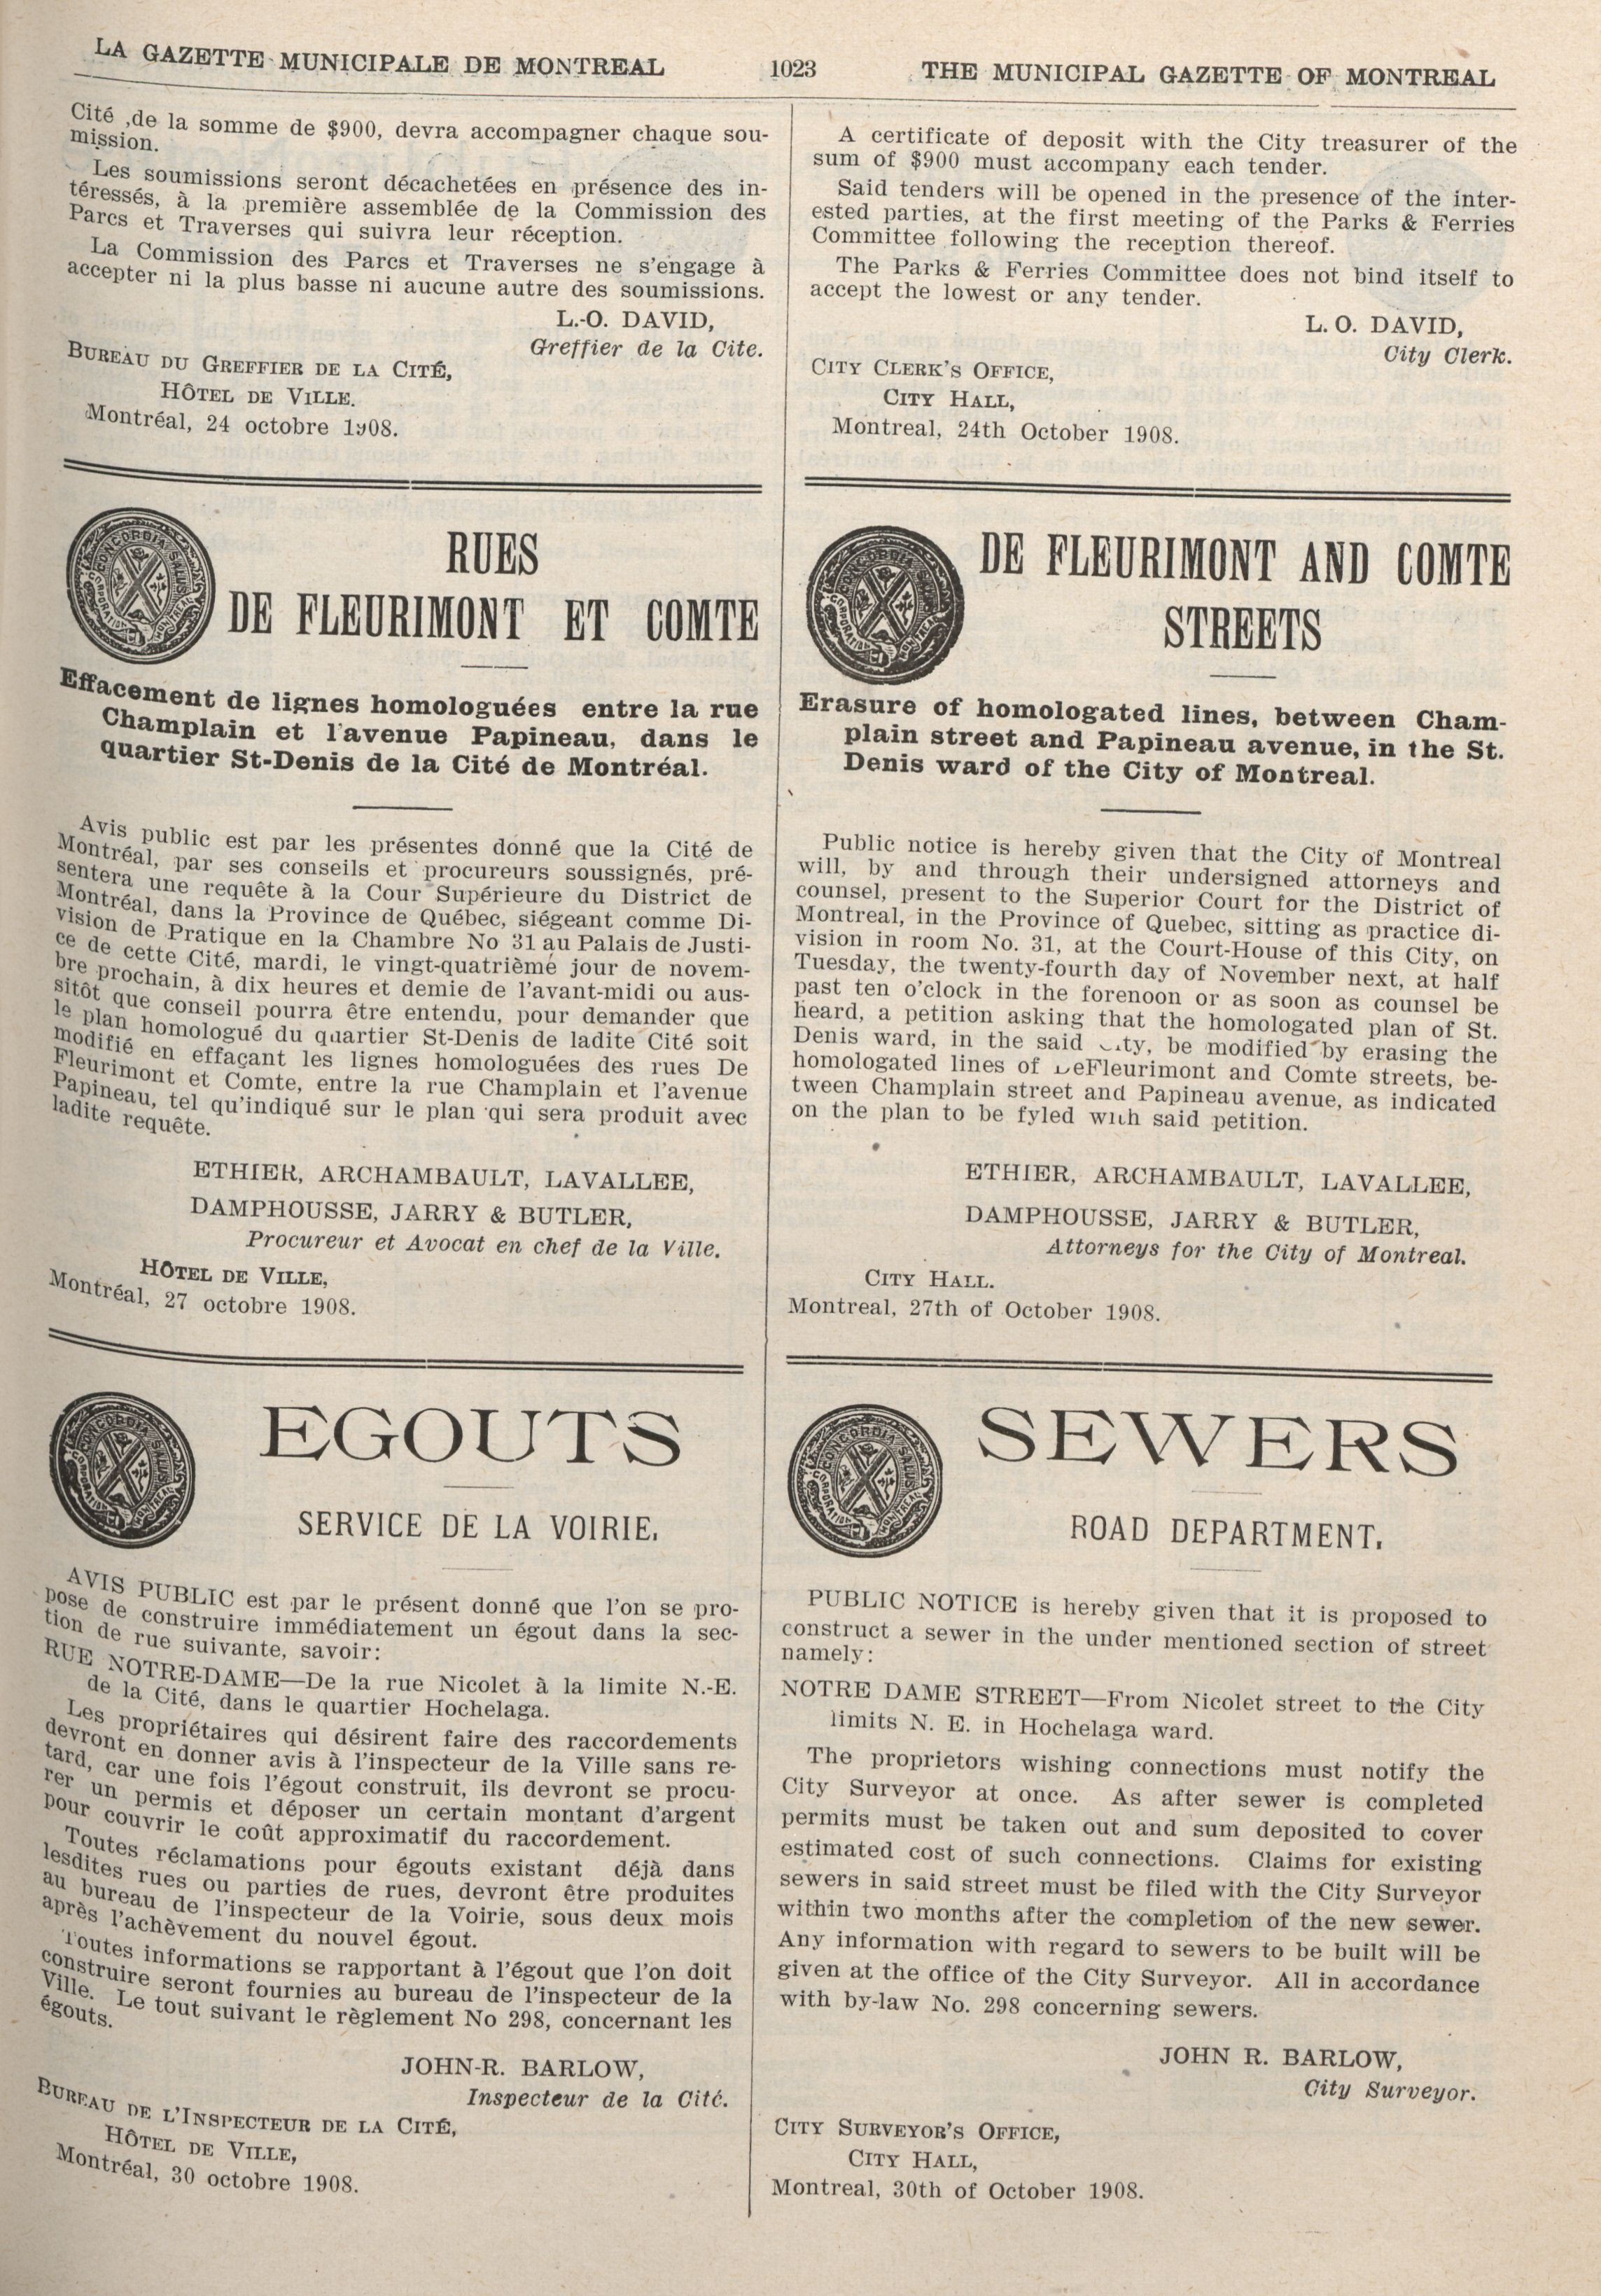 LA GAZETTE MUNICIPALE DE MONTREAL 1023 THE MUNICIPAL GAZETTE OF MONTREAL
Cité ,de la somme de $900, devra accompagner chaque sou-
mission.
Les soumissions seront décachetées en présence des in-
téressés, à la première assemblée de la Commission des
Parcs et Traverses qui suivra leur réception.
La Commission des Parcs et Traverses ne s'engage à
accepter ni la plus basse ni aucune autre des soumissions.
L.-O. DAVID,
Greffier de la Cite.
BUREAU DU GREFFIER DE LA CITÉ,
HÔTEL DE VILLE.
Montréal, 24 octobre 1908.
RUES
DE FLEURIMONT ET COMTE
Effacement de lignes homologuées entre la rue
Champlain et l'avenue Papineau, dans le
quartier St-Denis de la Cité de Montréal.
Avis public est par les présentes donné que la Cité de
Montréal, par ses conseils et procureurs soussignés, pré-
sentera une requête à la Cour Supérieure du District de
Montréal, dans la Province de Québec, siégeant comme Di-
vision de Pratique en la Chambre No 31 au Palais de Justi-
ce de cette Cité, mardi, le vingt-quatrième jour de novem-
bre prochain, à dix heures et demie de l'avant-midi ou aus-
sitôt que conseil pourra être entendu, pour demander que
le plan homologué du quartier St-Denis de ladite Cité soit
modifié en effaçant les lignes homologuées des rues De
Fleurimont et Comte, entre la rue Champlain et l'avenue
Papineau, tel qu'indiqué sur le plan qui sera produit avec
ladite requête.
ETHIER, ARCHAMBAULT, LAVALLEE,
DAMPHOUSSE, JARRY & BUTLER,
Procureur et Avocat en chef de la Ville.
HÔTEL DE VILLE,
Montréal, 27 octobre 1908.
EGOUTS
SERVICE DE LA VOIRIE.
AVIS PUBLIC est par le présent donné que l'on se pro-
pose de construire immédiatement un égout dans la sec-
tion de rue suivante, savoir:
RUE NOTRE-DAME—De la rue Nicolet à la limite N.-E.
de la Cité, dans le quartier Hochelaga.
Les propriétaires qui désirent faire des raccordements
devront en donner avis à l'inspecteur de la Ville sans re-
tard, car une fois l'égout construit, ils devront se procu-
rer un permis et déposer un certain montant d'argent
pour couvrir le coût approximatif du raccordement.
Toutes réclamations pour égouts existant déjà dans
lesdites rues ou parties de rues, devront être produites
au bureau de l'inspecteur de la Voirie, sous deux mois
après l'achèvement du nouvel égout.
Toutes informations se rapportant à l'égout que l'on doit
construire seront fournies au bureau de l'inspecteur de la
Ville. Le tout suivant le règlement No 298, concernant les
égouts.
JOHN-R. BARLOW,
Inspecteur de la Cité.
BUREAU DE L'INSPECTEUR DE LA CITÉ,
HÔTEL DE VILLE,
Montréal, 30 octobre 1908.
A certificate of deposit with the City treasurer of the
sum of $900 must accompany each tender.
Said tenders will be opened in the presence of the inter-
ested parties, at the first meeting of the Parks & Ferries
Committee following the reception thereof.
The Parks & Ferries Committee does not bind itself to
accept the lowest or any tender.
L. O. DAVID,
City Clerk.
CITY CLERK'S OFFICE,
CITY HALL,
Montreal, 24th October 1908.
DE FLEURIMONT AND COMTE
STREETS
Erasure of homologated lines, between Cham-
plain street and Papineau avenue, in the St.
Denis ward of the City of Montreal.
Public notice is hereby given that the City of Montreal
will, by and through their undersigned attorneys and
counsel, present to the Superior Court for the District of
Montreal, in the Province of Quebec, sitting as practice di-
vision in room No. 31, at the Court-House of this City, on
Tuesday, the twenty-fourth day of November next, at half
past ten o'clock in the forenoon or as soon as counsel be
heard, a petition asking that the homologated plan of St.
Denis ward, in the said City, be modified by erasing the
homologated lines of DeFleurimont and Comte streets, be-
tween Champlain street and Papineau avenue, as indicated
on the plan to be fyled with said petition.
ETHIER, ARCHAMBAULT, LAVALLEE,
DAMPHOUSSE, JARRY & BUTLER,
Attorneys for the City of Montreal.
CITY HALL.
Montreal, 27th of October 1908.
SEWERS
ROAD DEPARTMENT.
PUBLIC NOTICE is hereby given that it is proposed to
construct a sewer in the under mentioned section of street
namely:
NOTRE DAME STREET—From Nicolet street to the City
limits N. E. in Hochelaga ward.
The proprietors wishing connections must notify the
City Surveyor at once. As after sewer is completed
permits must be taken out and sum deposited to cover
estimated cost of such connections. Claims for existing
sewers in said street must be filed with the City Surveyor
within two months after the completion of the new sewer.
Any information with regard to sewers to be built will be
given at the office of the City Surveyor. All in accordance
with by-law No. 298 concerning sewers.
JOHN R. BARLOW,
City Surveyor.
CITY SURVEYOR'S OFFICE,
CITY HALL,
Montreal, 30th of October 1908.